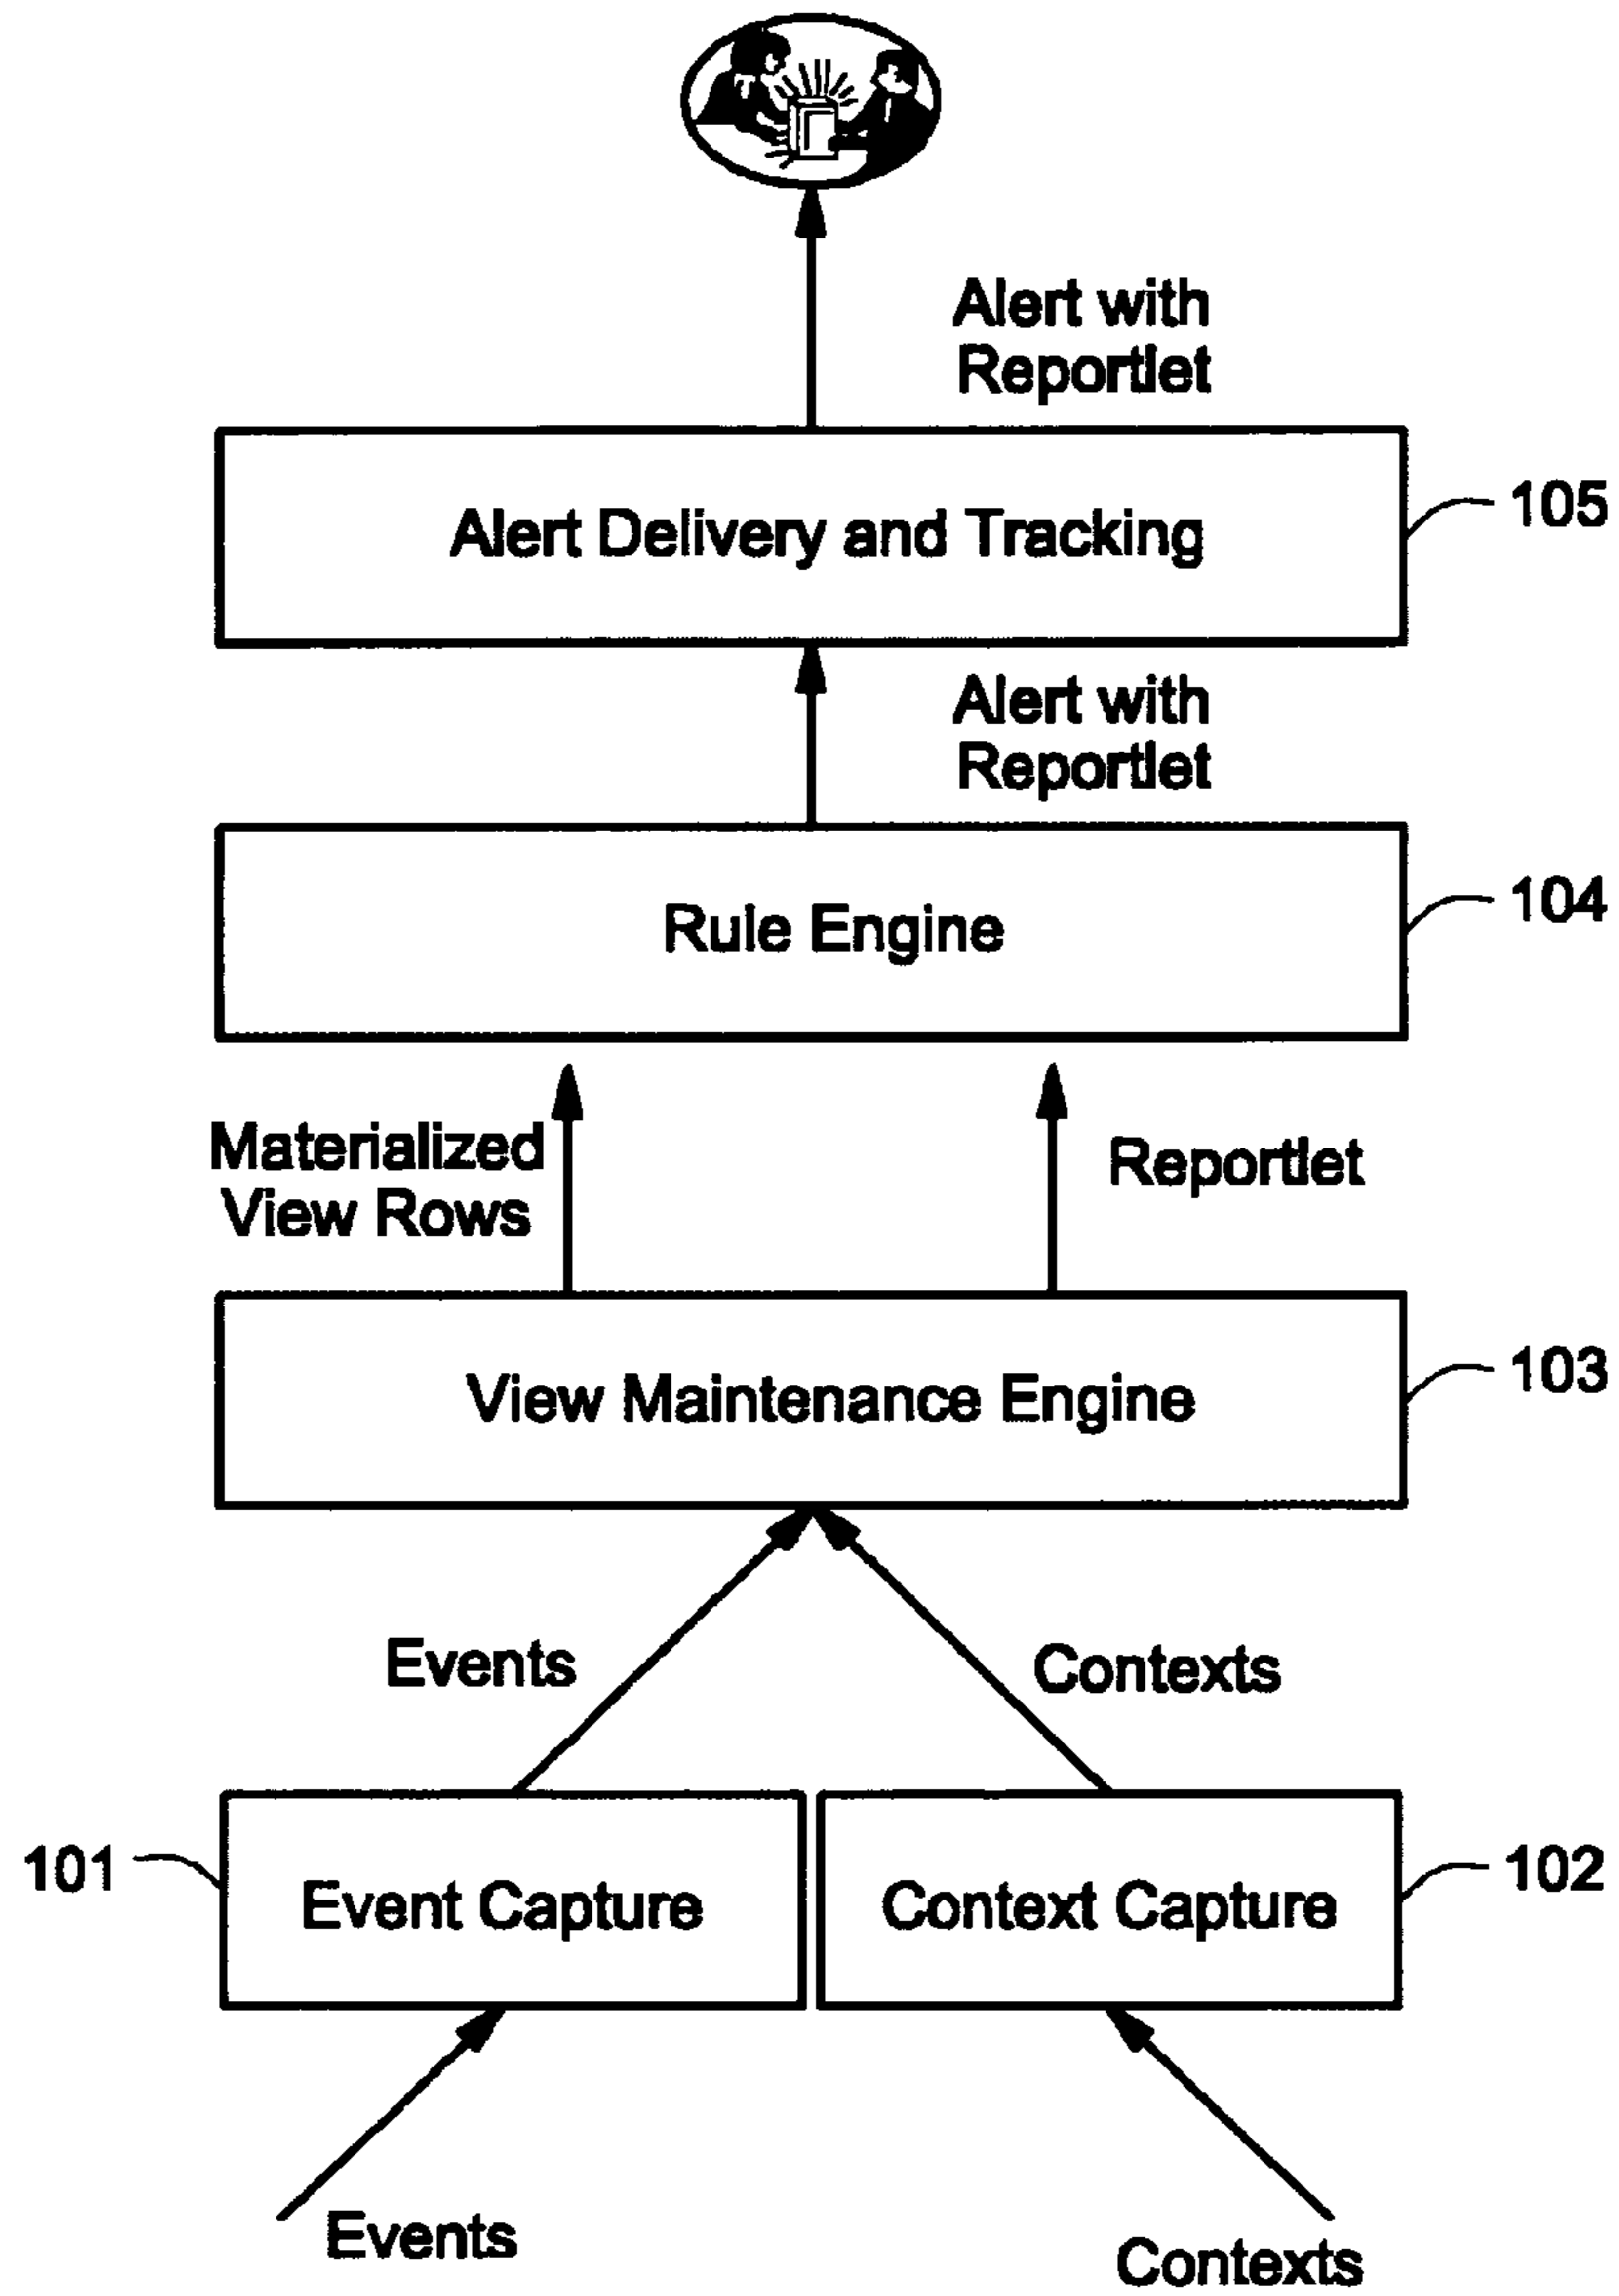 Alert with
Reportlet
Alert Delivery and Tracking
105
Alert with
Reportlet
Rule Engine
104
Materialized
View Rows
Reportlet
View Maintenance Engine
103
Events
Contexts
101
Event Capture
Context Capture
102
Events
Contexts